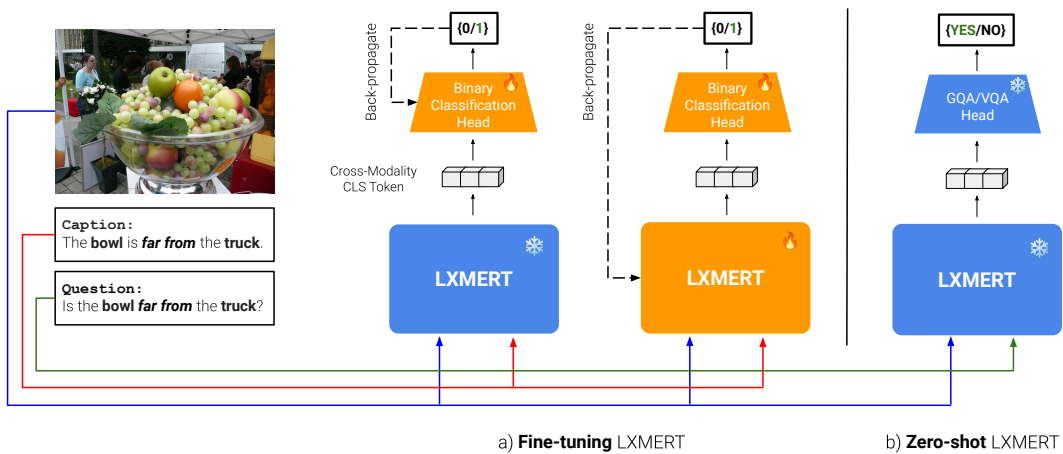 Caption:
The bowl is far from the truck.
Question:
Is the bowl far from the truck?
{0/1}
Back-propagate
Binary
Classification
Head
Cross-Modality
CLS Token
LXMERT
{0/1}
Back-propagate
Binary
Classification
Head
LXMERT
a) Fine-tuning LXMERT
{YES/NO}
GQA/VQA
Head
LXMERT
b) Zero-shot LXMERT